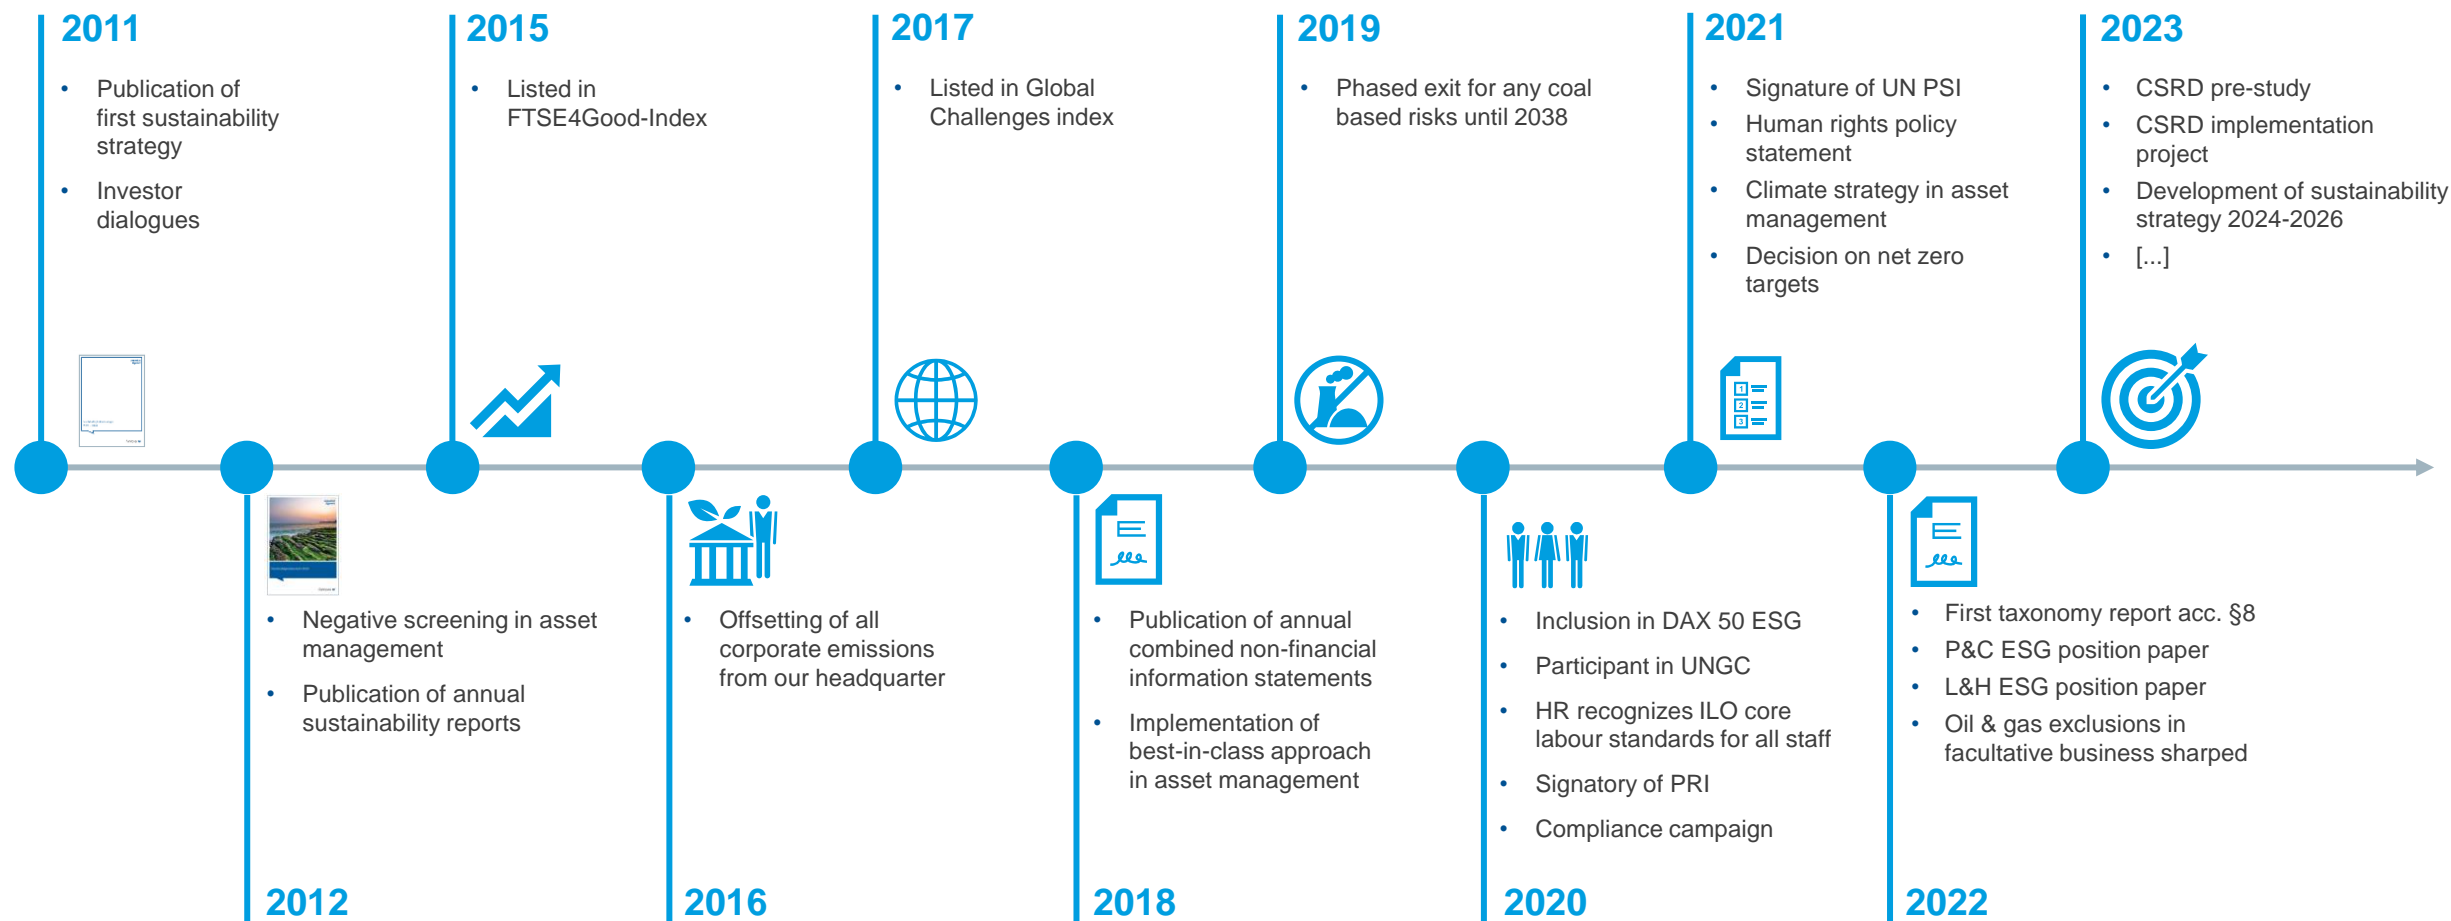 2011
• Publication of
first sustainability
strategy
• Investor
dialogues
2015
• Listed in
FTSE4Good-Index
2017
• Listed in Global
Challenges index
2019
• Phased exit for any coal
based risks until 2038
2021
• Signature of UN PSI
• Human rights policy
statement
• Climate strategy in asset
management
• Decision on net zero
targets
1
2
3
2023
• CSRD pre-study
• CSRD implementation
project
• Development of sustainability
strategy 2024-2026
• [...]
• Negative screening in asset
management
• Publication of annual
sustainability reports
2012
• Offsetting of all
corporate emissions
from our headquarter
2016
• Publication of annual
combined non-financial
information statements
• Implementation of
best-in-class approach
in asset management
2018
• Inclusion in DAX 50 ESG
• Participant in UNGC
• HR recognizes ILO core
labour standards for all staff
• Signatory of PRI
• Compliance campaign
2020
• First taxonomy report acc. §8
• P&C ESG position paper
• L&H ESG position paper
• Oil & gas exclusions in
facultative business sharped
2022